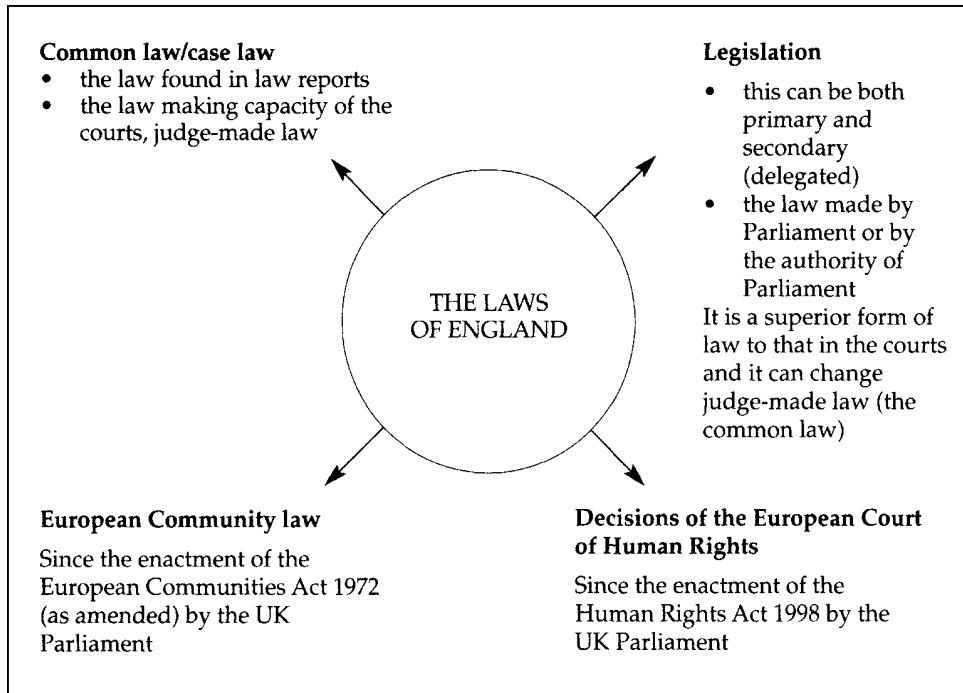 Common law/case law
• the law found in law reports
• the law making capacity of the
courts, judge-made law
Legislation
• this can be both
primary and
secondary
(delegated)
• the law made by
Parliament or by
the authority of
Parliament
It is a superior form of
law to that in the courts
and it can change
judge-made law (the
common law)
THE LAWS
OF ENGLAND
European Community law
Since the enactment of the
European Communities Act 1972
(as amended) by the UK
Parliament
Decisions of the European Court
of Human Rights
Since the enactment of the
Human Rights Act 1998 by the
UK Parliament